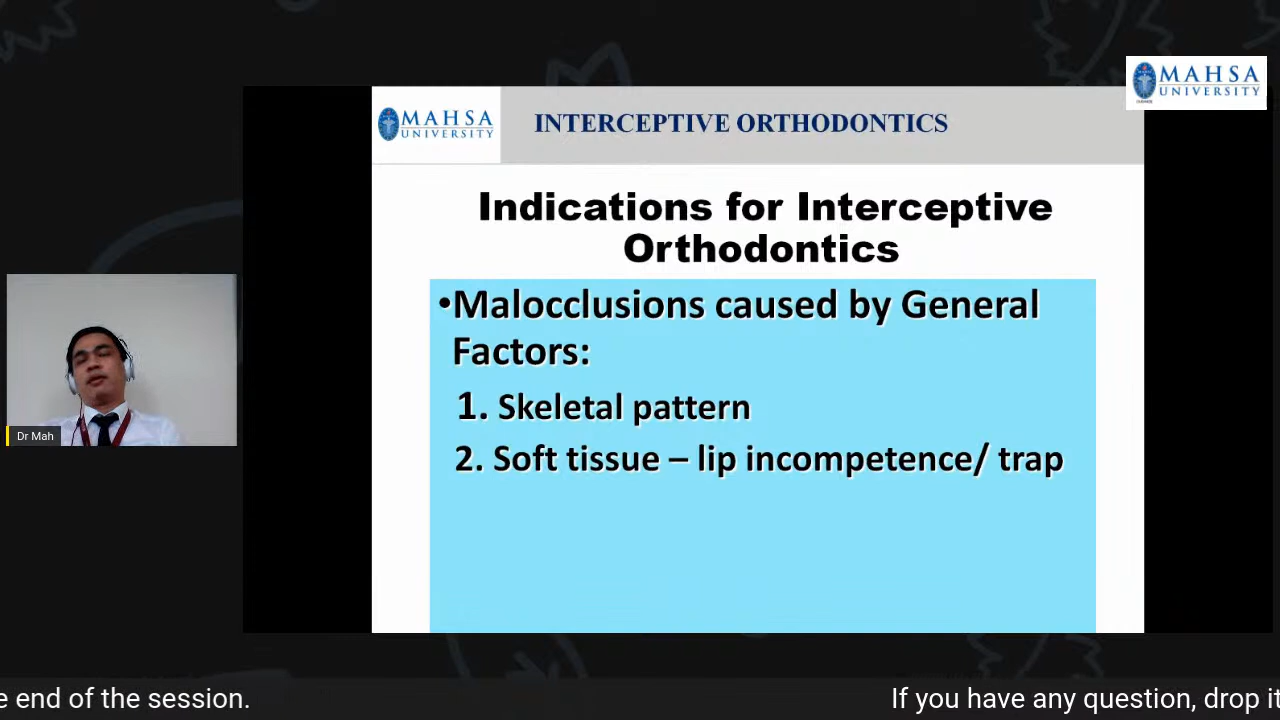 MAHSA
UNIVERSITY
MAHSA
UNIVERSITY
INTERCEPTIVE ORTHODONTICS
Indications for Interceptive
Orthodontics
•Malocclusions caused by General
Factors:
1. Skeletal pattern
2. Soft tissue – lip incompetence/ trap
Dr Mah
e end of the session.
If you have any question, drop it